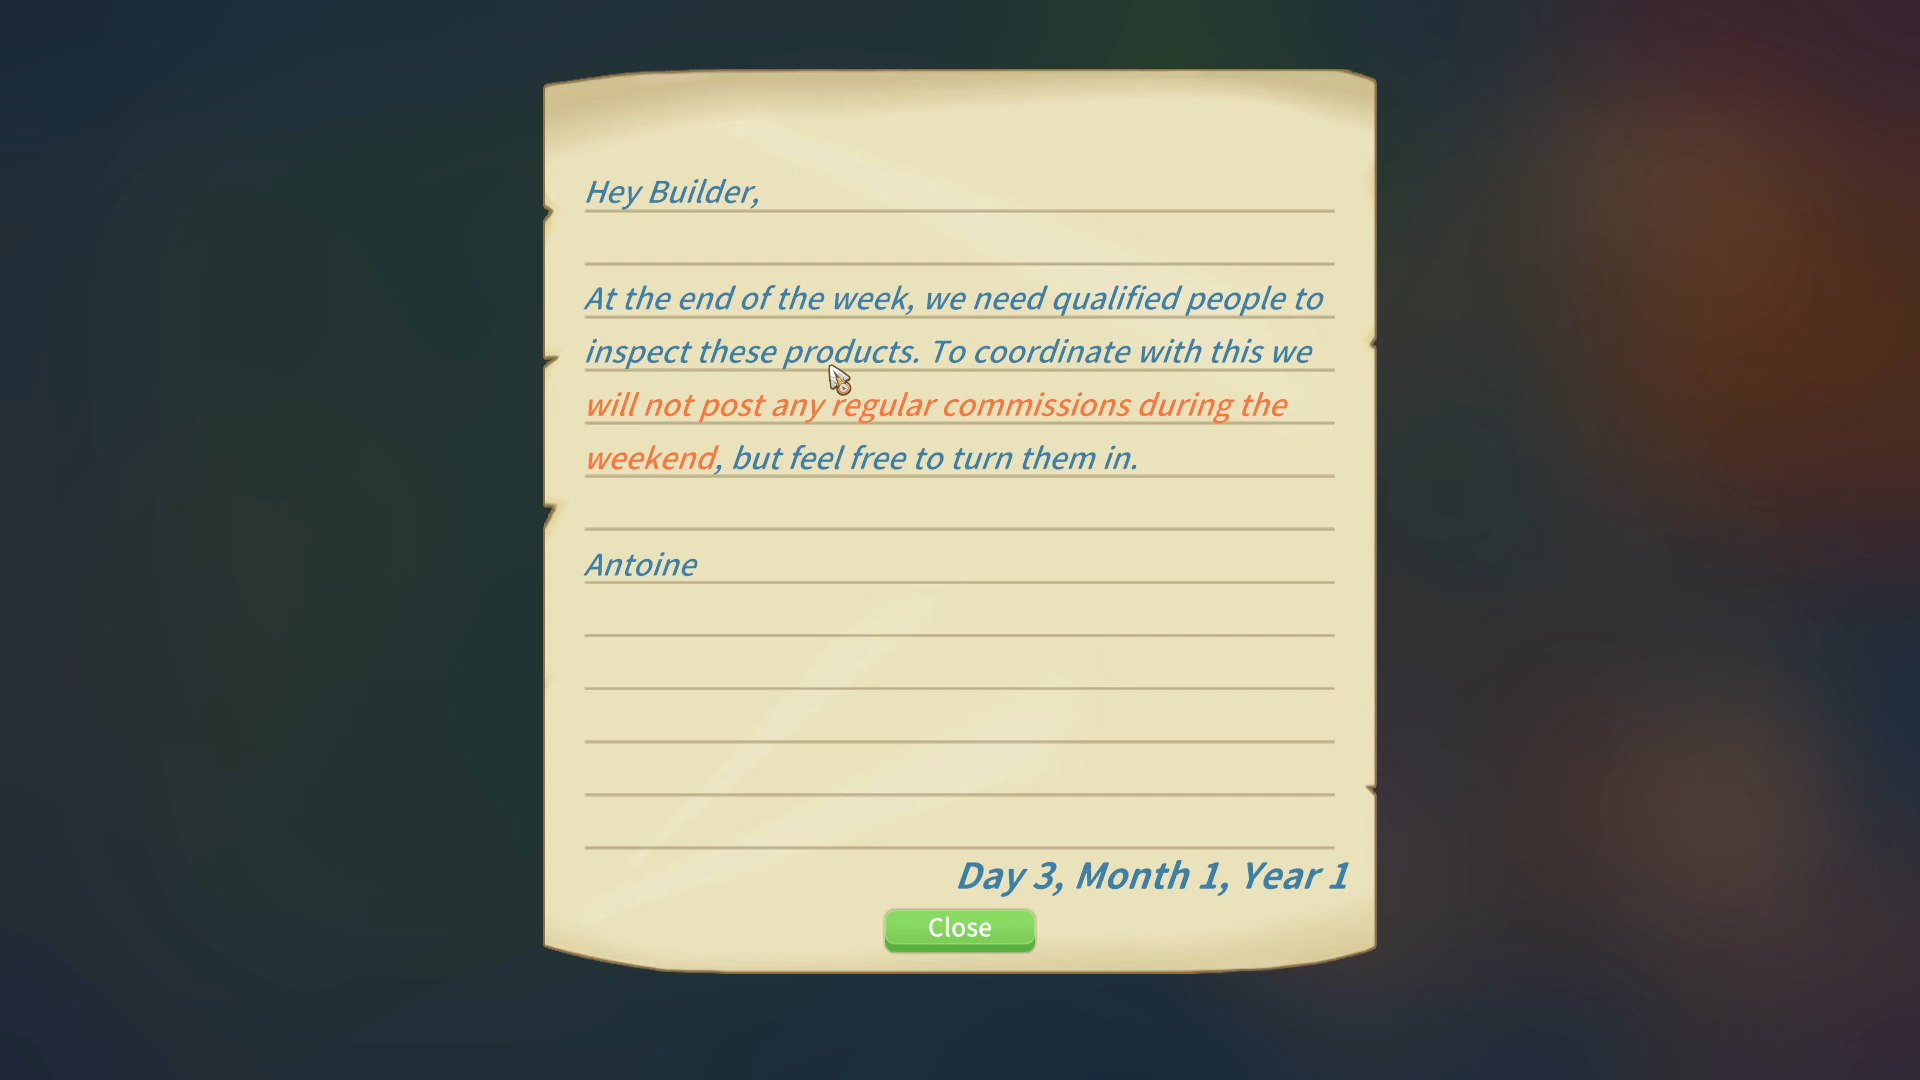 Hey Builder,
At the end of the week, we need qualified people to
inspect these products. To coordinate with this we
will not post any regular commissions during the
weekend, but feel free to turn them in.
Antoine
Day 3, Month 1, Year 1
Close